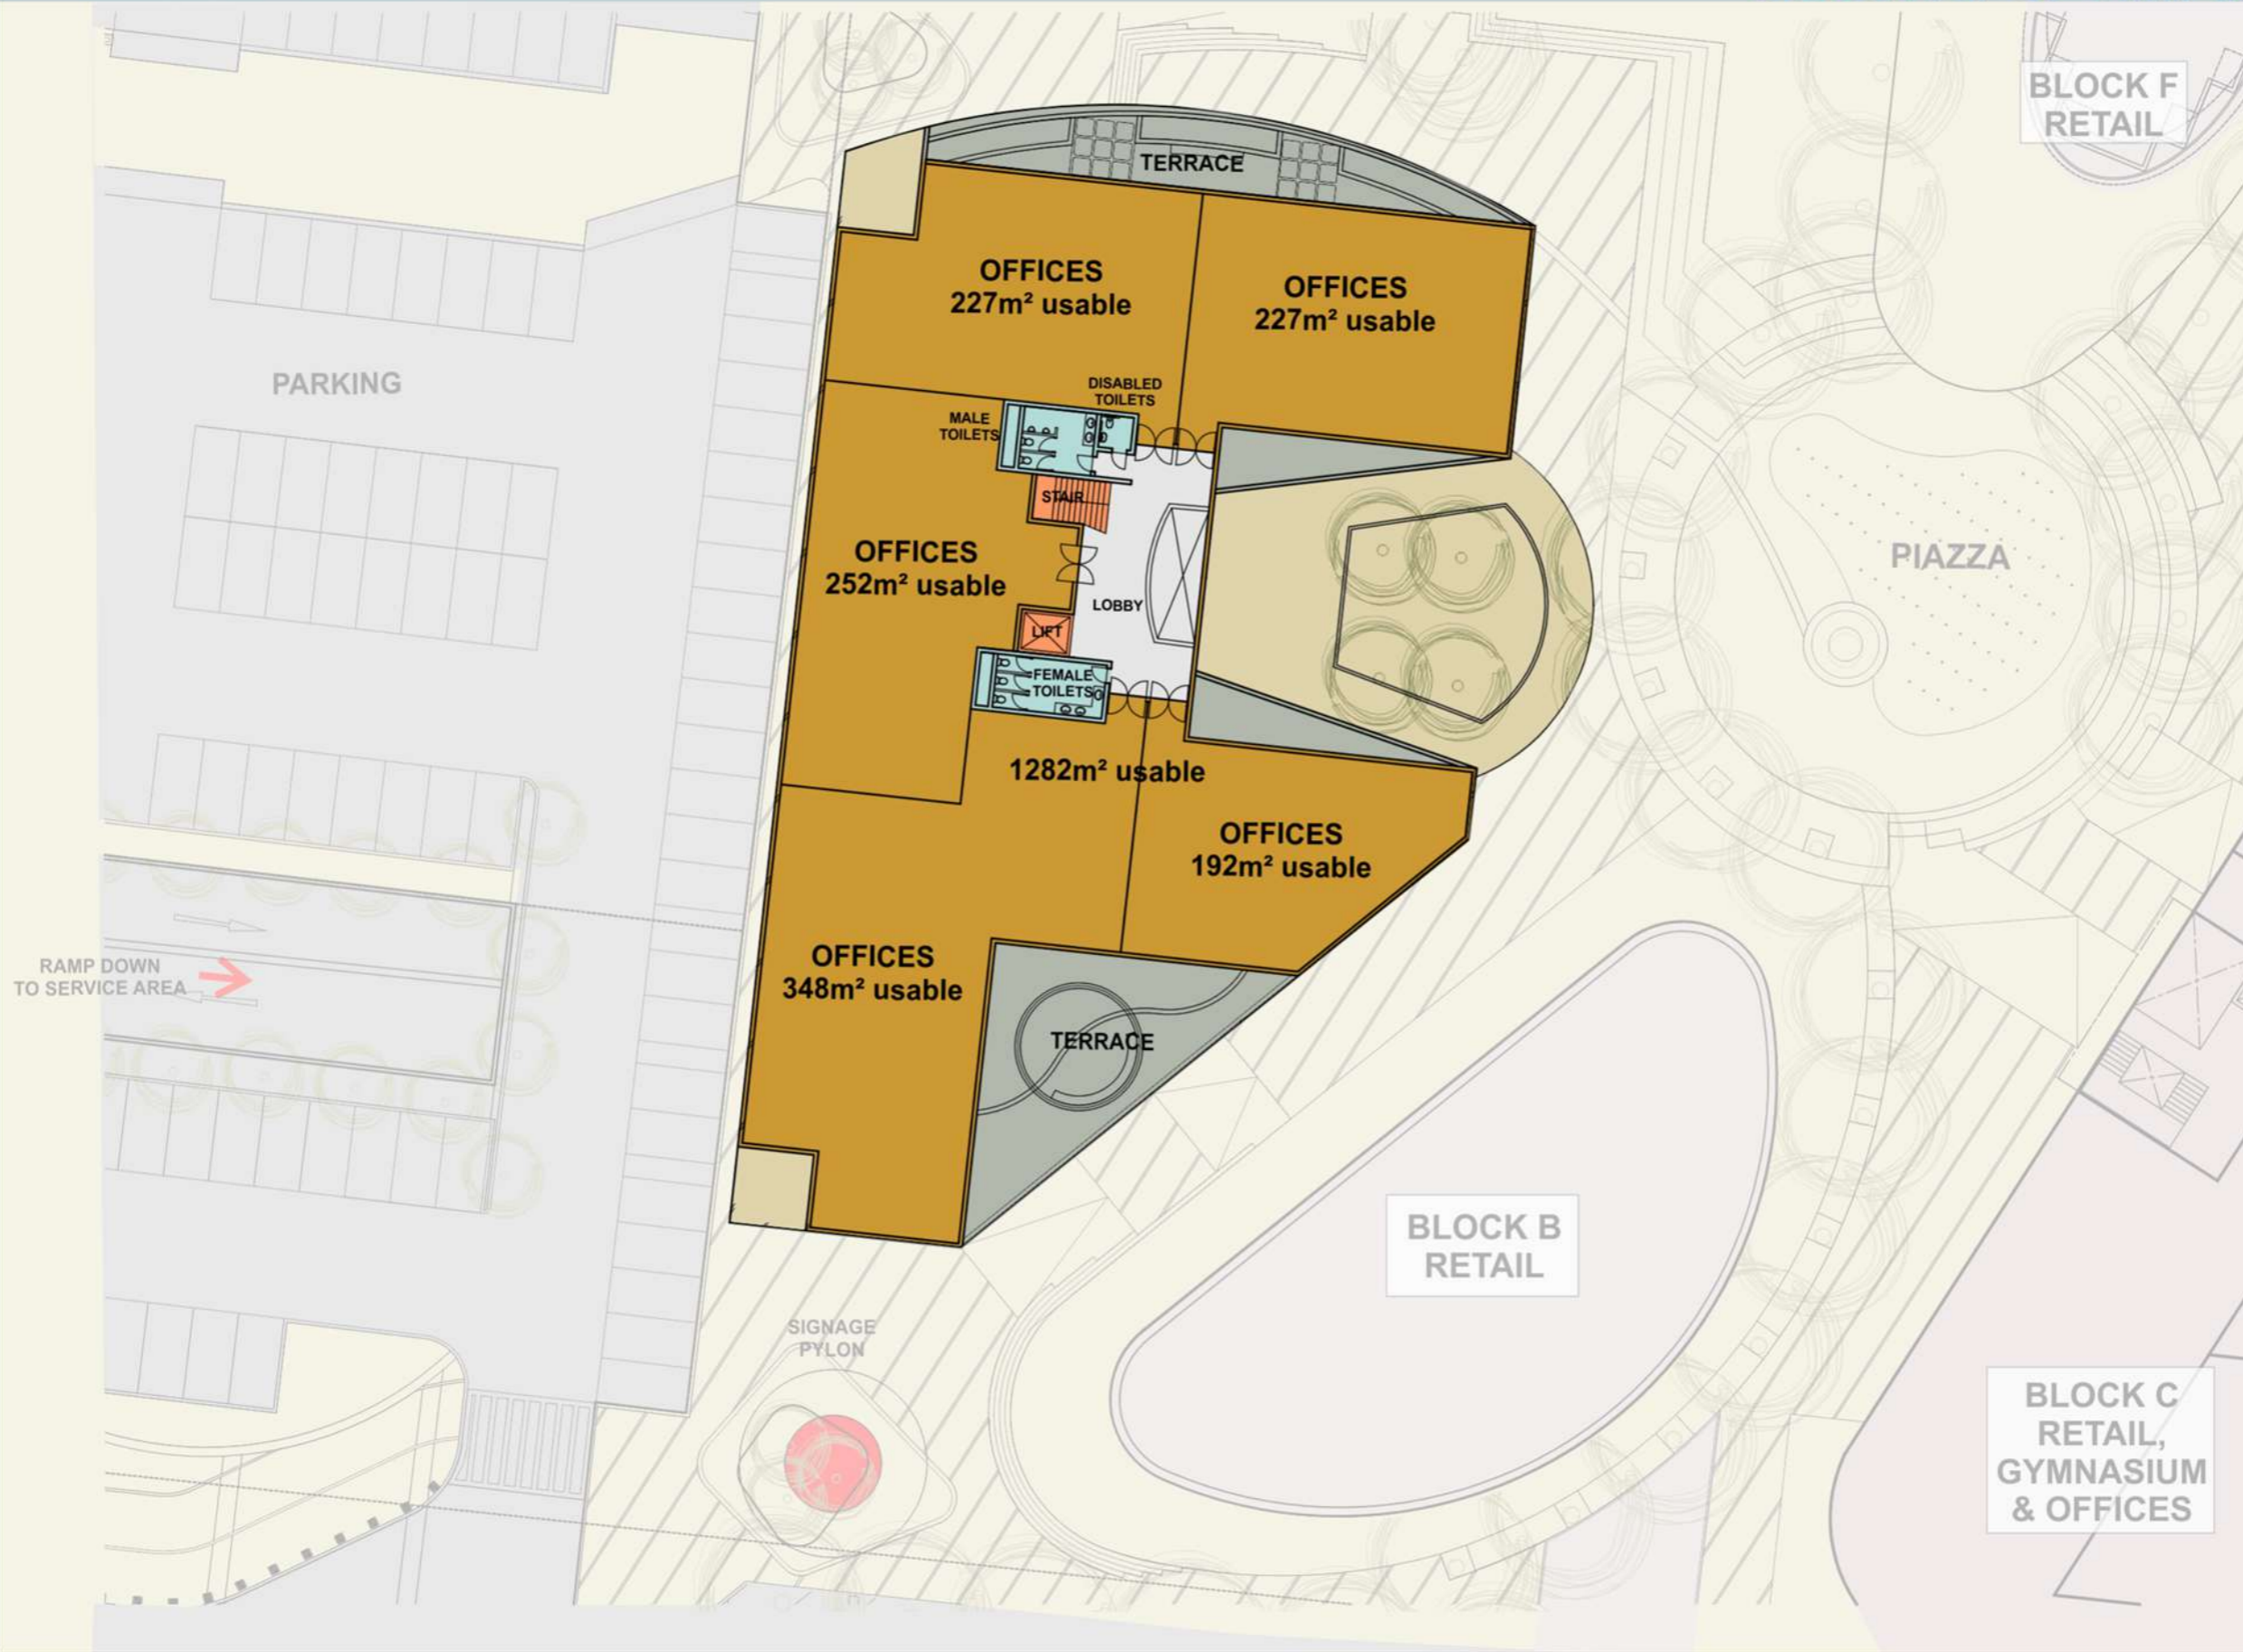 BLOCK F
RETAIL
TERRACE
OFFICES
227m² usable
OFFICES
227m² usable
PARKING
DISABLED
TOILETS
MALE
TOILETS
STAIR
OFFICES
252m² usable
LOBBY
PIAZZA
LIFT
FEMALE
TOILETS
1282m² usable
OFFICES
192m² usable
OFFICES
348m² usable
RAMP DOWN
TO SERVICE AREA
TERRACE
BLOCK B
RETAIL
SIGNAGE
PYLON
BLOCK C
RETAIL,
GYMNASIUM
& OFFICES